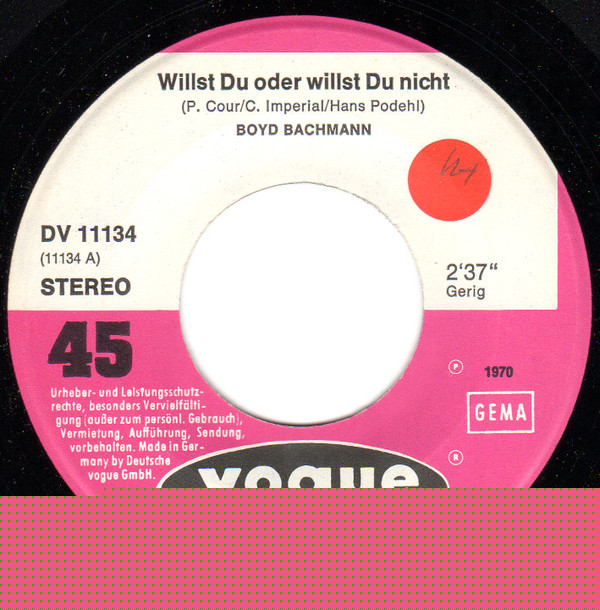 Willst Du oder willst Du nicht
(P. Cour/C. Imperial/Hans Podehl)
BOYD BACHMANN
DV 11134
(11134 A)
STEREO
2'37“
Gerig
45
P 1970
GEMA
Urheber- und Leistungsschutz-
rechte, besonders Vervielfälti-
gung (außer zum persönl. Gebrauch),
Vermietung, Aufführung, Sendung,
vorbehalten. Made in Ger-
many by Deutsche
vogue GmbH.
R
vogue